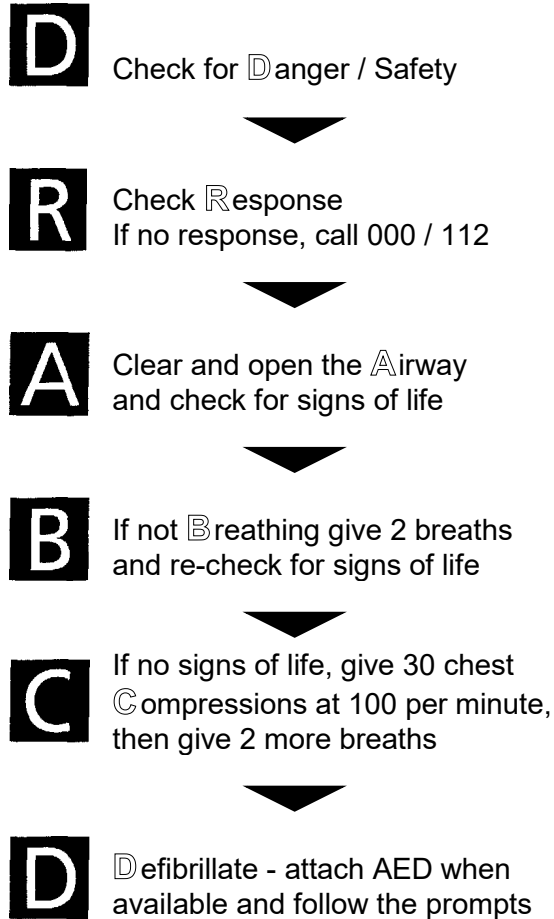 D
Check for Danger / Safety
R
Check Response
If no response, call 000 / 112
A
Clear and open the Airway
and check for signs of life
B
If not Breathing give 2 breaths
and re-check for signs of life
C
If no signs of life, give 30 chest
Compressions at 100 per minute,
then give 2 more breaths
D
Defibrillate - attach AED when
available and follow the prompts